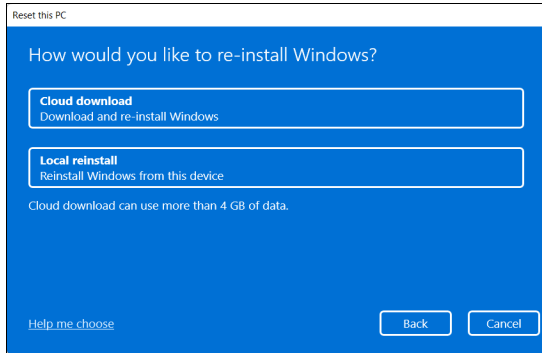 Reset this PC
How would you like to re-install Windows?
Cloud download
Download and re-install Windows
Local reinstall
Reinstall Windows from this device
Cloud download can use more than 4 GB of data.
Help me choose
Back
Cancel